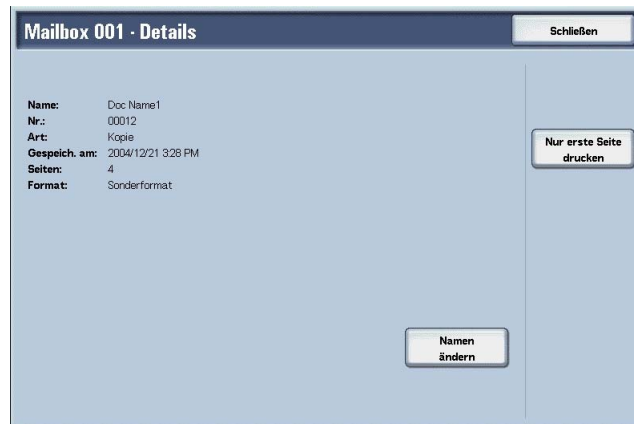 Mailbox 001 - Details
Schließen
Name: Doc Name1
Nr.: 00012
Art: Kopie
Gespeich. am: 2004/12/21 3:28 PM
Seiten: 4
Format: Sonderformat
Nur erste Seite
drucken
Namen
ändern